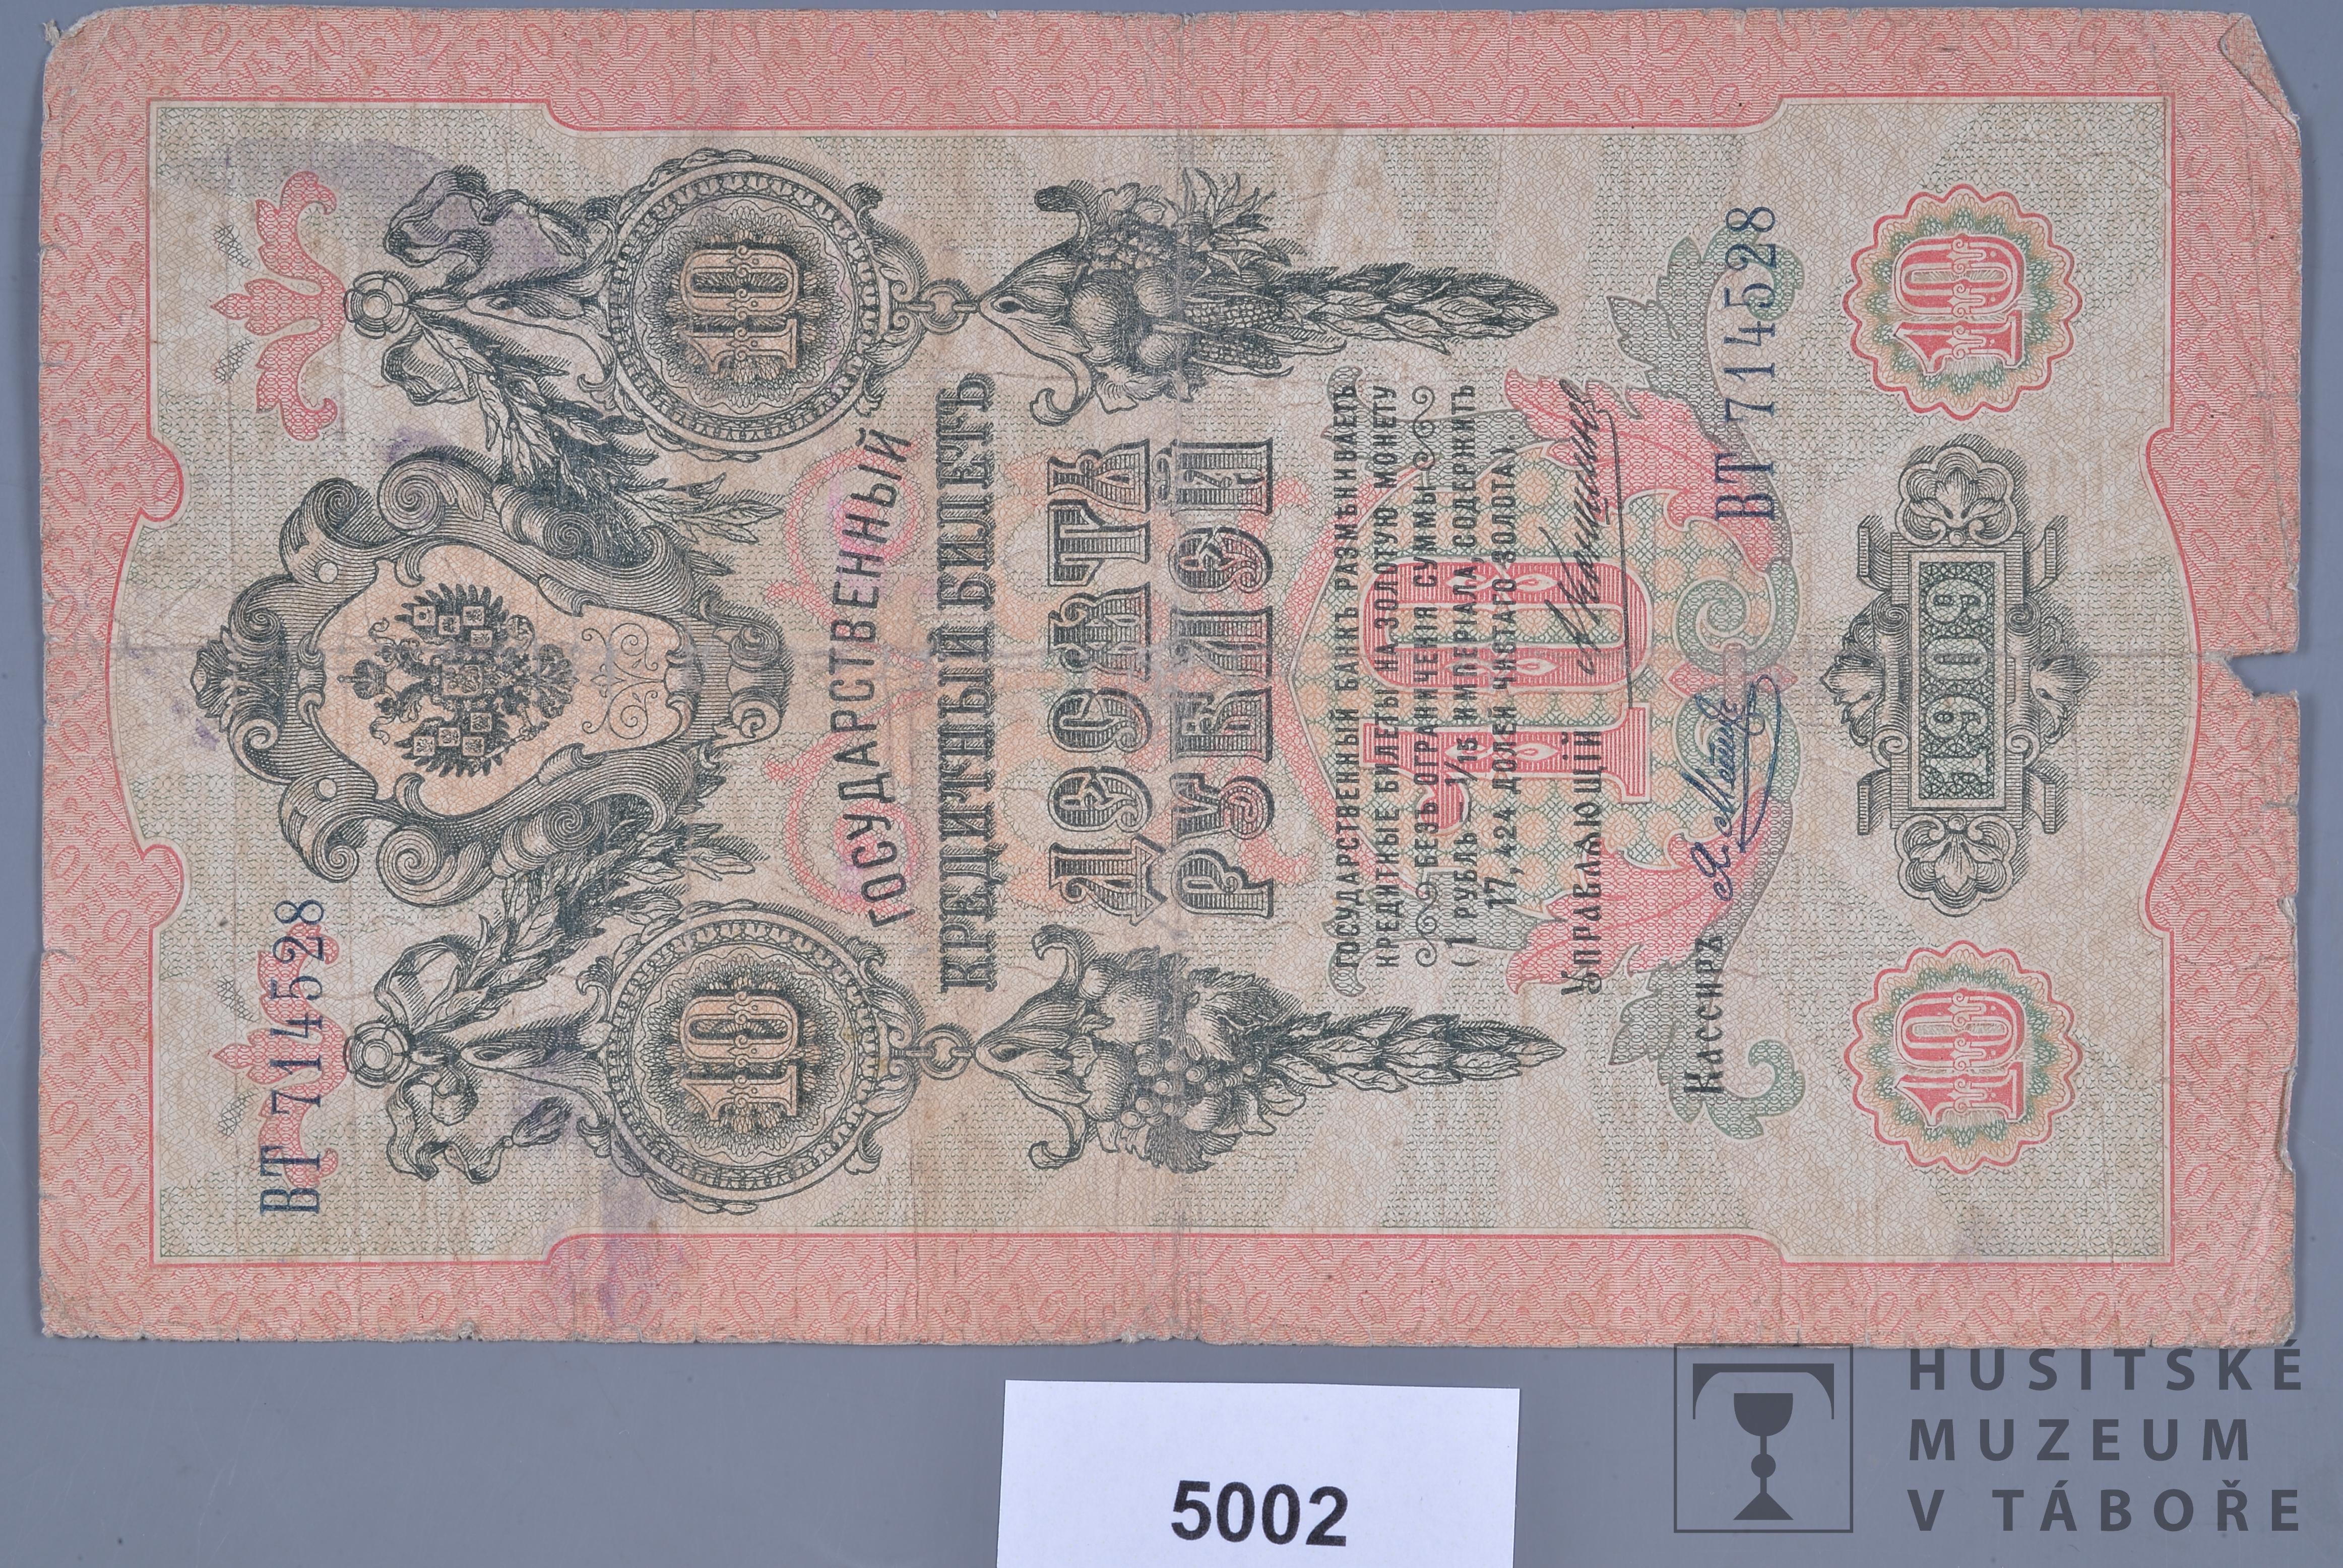 ВТ 714528
10 10
ГОСУДАРСТВЕННЫЙ
КРЕДИТНЫЙ БИЛЕТЪ
ДЕСЯТЬ
РУБЛЕЙ
ГОСУДАРСТВЕННЫЙ БАНКЪ РАЗМѢНИВАЕТЪ
КРЕДИТНЫЕ БИЛЕТЫ НА ЗОЛОТУЮ МОНЕТУ
БЕЗЪ ОГРАНИЧЕНІЯ СУММЫ
(1 РУБЛЬ = 1/15 ИМПЕРІАЛА, СОДЕРЖИТЪ
17,424 ДОЛЕЙ ЧИСТАГО ЗОЛОТА).
10
Управляющій
Кассиръ
ВТ 714528
10 1909 10
5002
HUSITSKÉ
MUZEUM
V TÁBOŘE